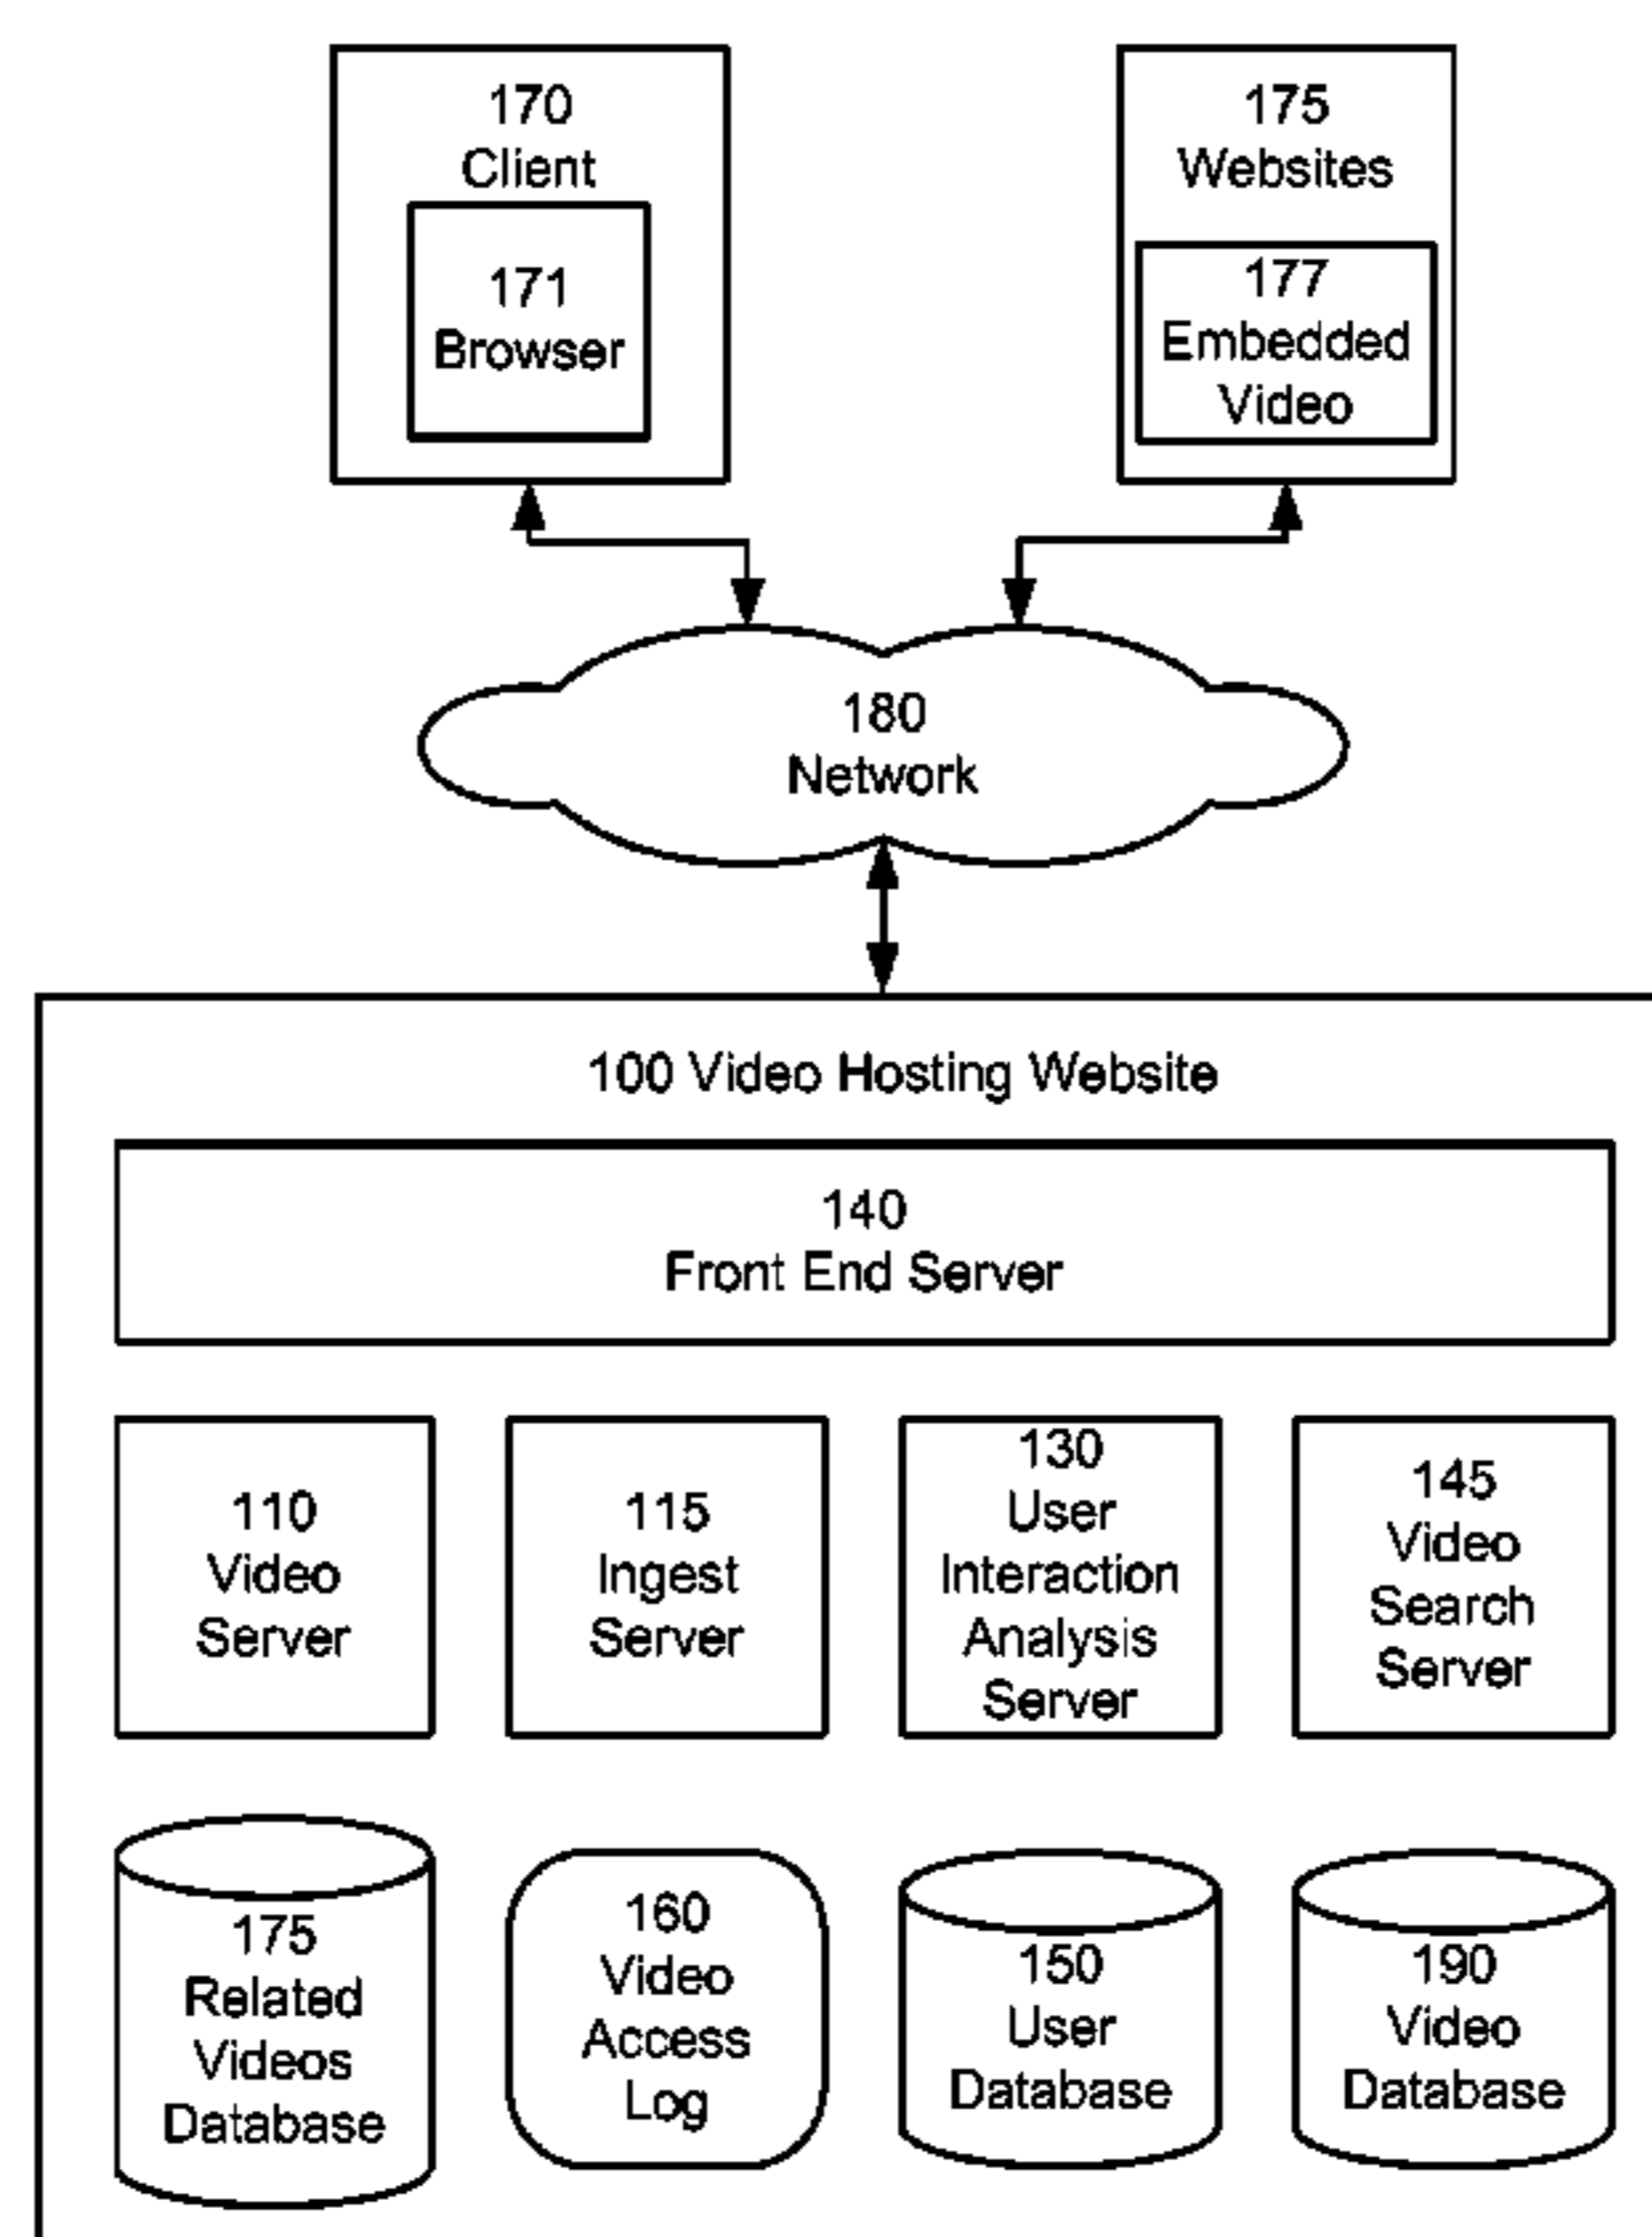 170
Client
171
Browser
175
Websites
177
Embedded
Video
180
Network
100 Video Hosting Website
140
Front End Server
110
Video
Server
115
Ingest
Server
130
User
Interaction
Analysis
Server
145
Video
Search
Server
175
Related
Videos
Database
160
Video
Access
Log
150
User
Database
190
Video
Database